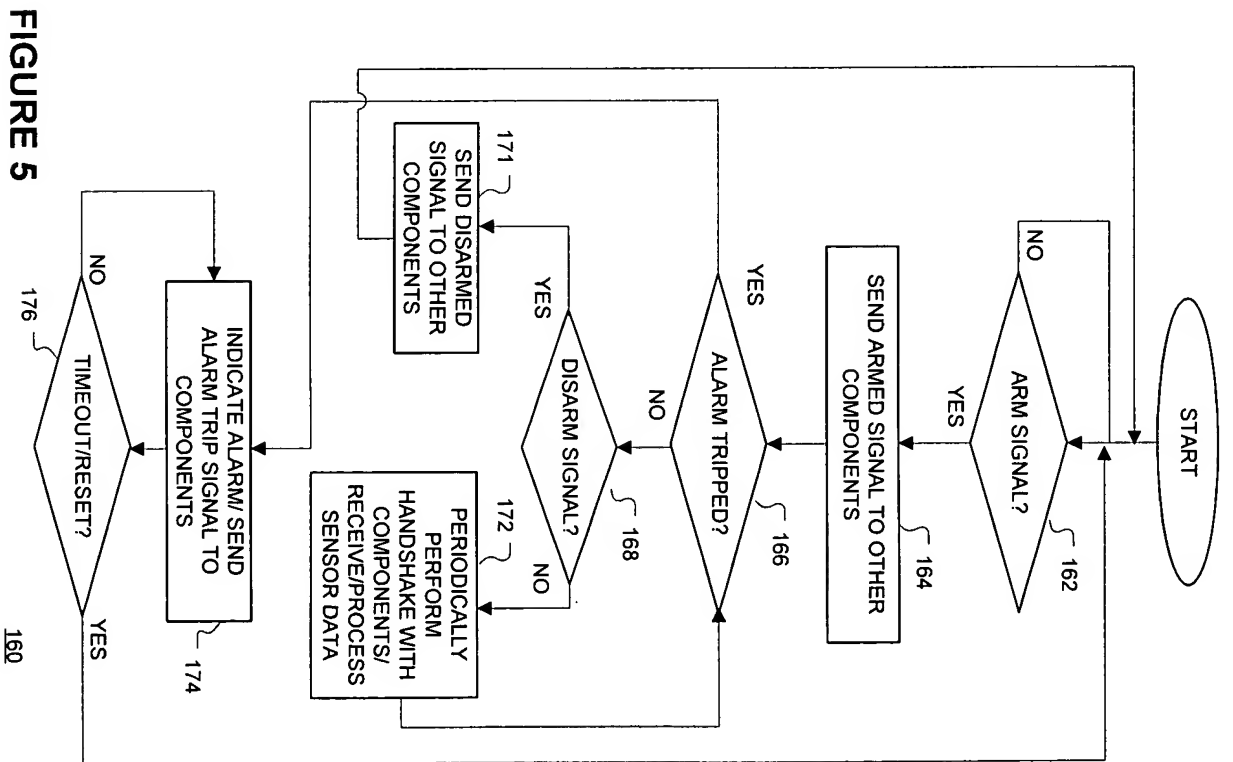 START
ARM SIGNAL?
162
NO
YES
SEND ARMED SIGNAL TO OTHER
COMPONENTS
164
ALARM TRIPPED?
166
YES
NO
DISARM SIGNAL?
168
YES
NO
171
SEND DISARMED
SIGNAL TO OTHER
COMPONENTS
172
PERIODICALLY
PERFORM
HANDSHAKE WITH
COMPONENTS/
RECEIVE/PROCESS
SENSOR DATA
INDICATE ALARM/ SEND
ALARM TRIP SIGNAL TO
COMPONENTS
174
TIMEOUT/RESET?
176
NO
YES
160
FIGURE 5